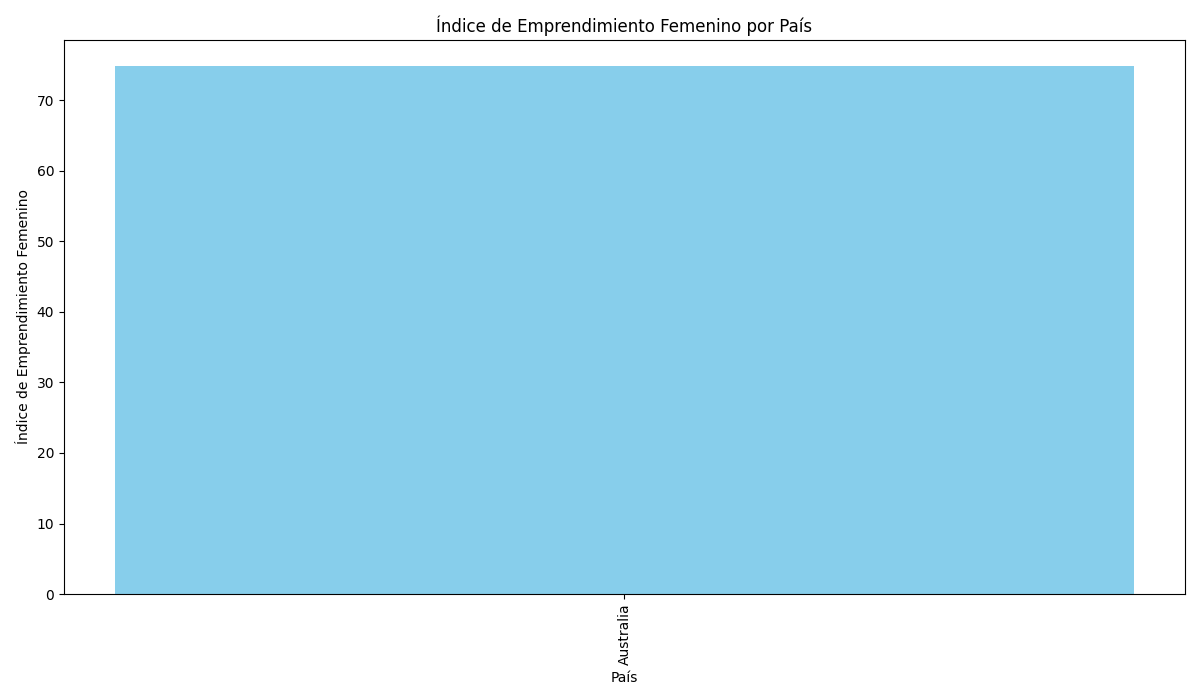 Índice de Emprendimiento Femenino por País
Índice de Emprendimiento Femenino
70
60
50
40
30
20
10
0
Australia
País